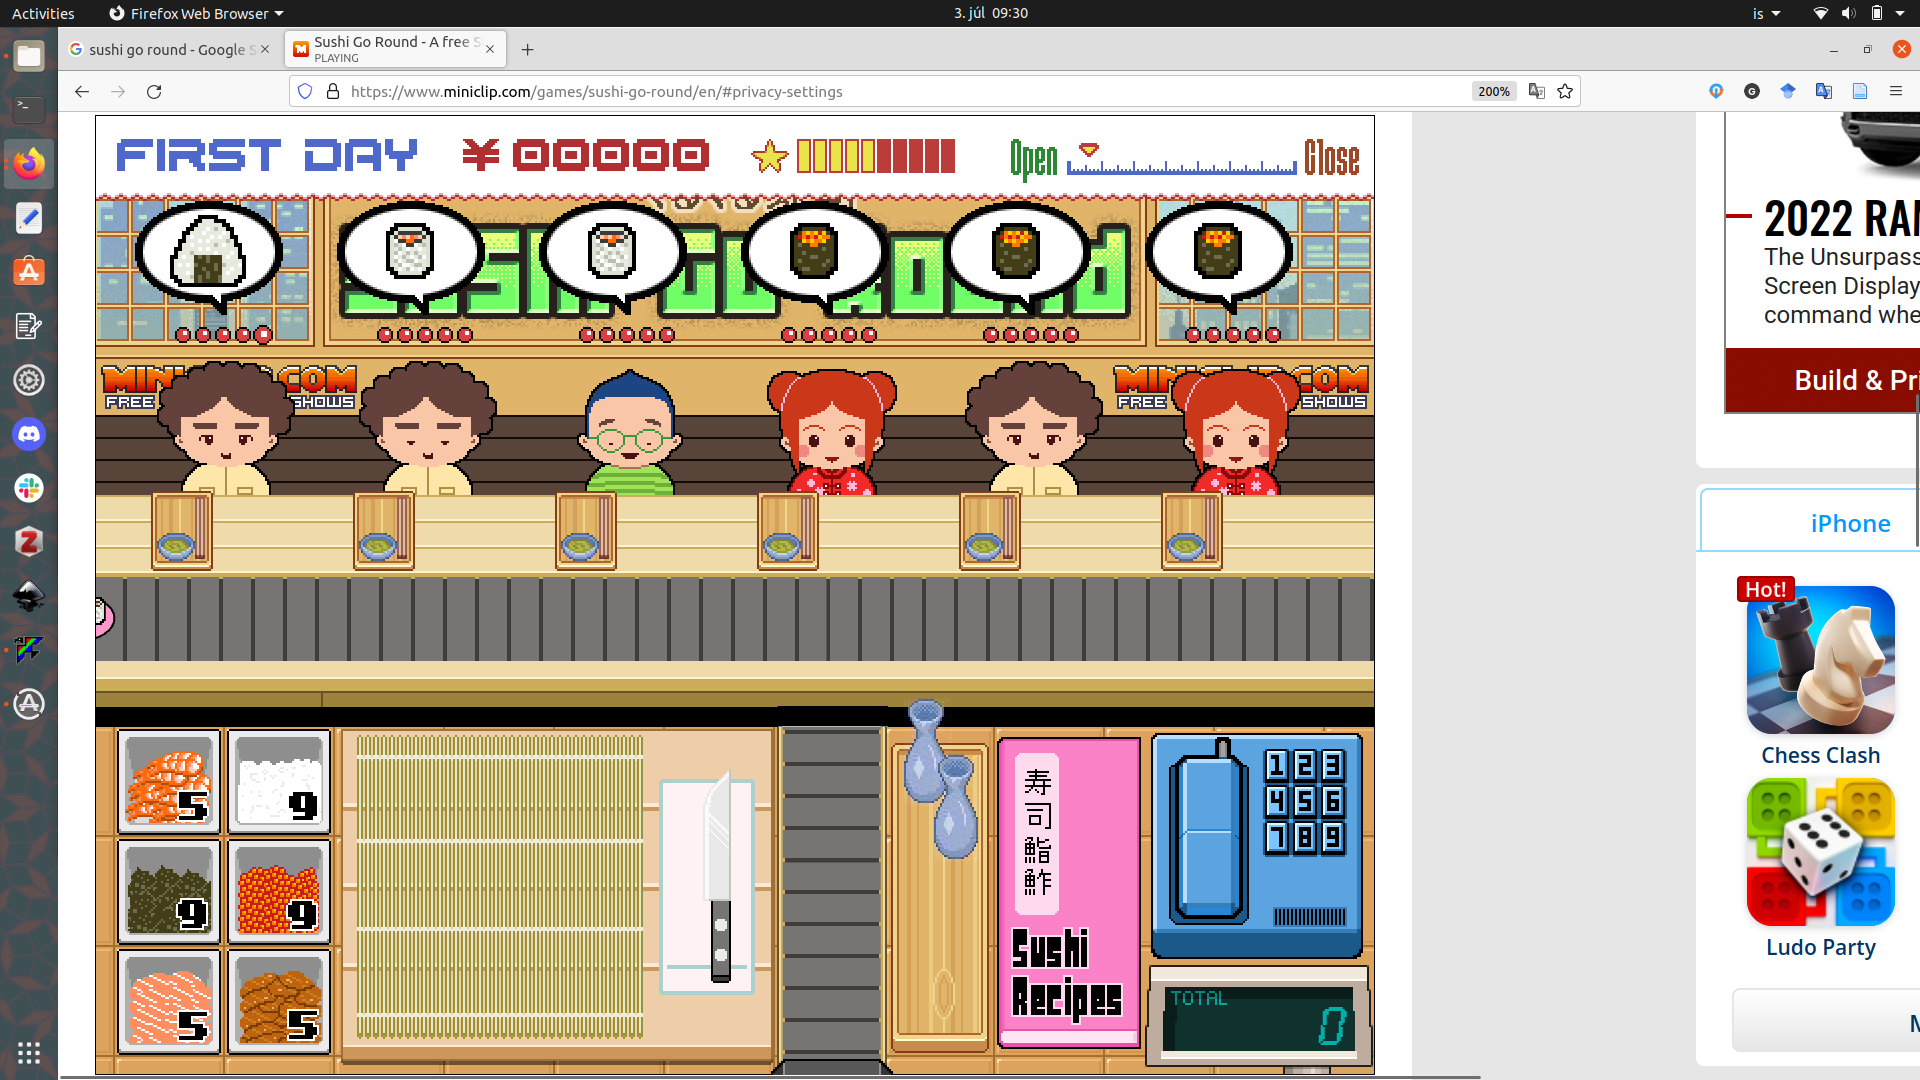 Activities
Firefox Web Browser
3. júl 09:30
is
sushi go round - Google S
Sushi Go Round - A free S
PLAYING
https://www.miniclip.com/games/sushi-go-round/en/#privacy-settings
200%
FIRST DAY
¥ 00000
Open
Close
FREE
SHOWS
FREE
SHOWS
5
9
9
9
5
5
寿
司
鮨
鮓
Sushi
Recipes
1 2 3
4 5 6
7 8 9
TOTAL
0
2022 RA
The Unsurpass
Screen Display
command whe
Build & Pri
iPhone
Hot!
Chess Clash
Ludo Party